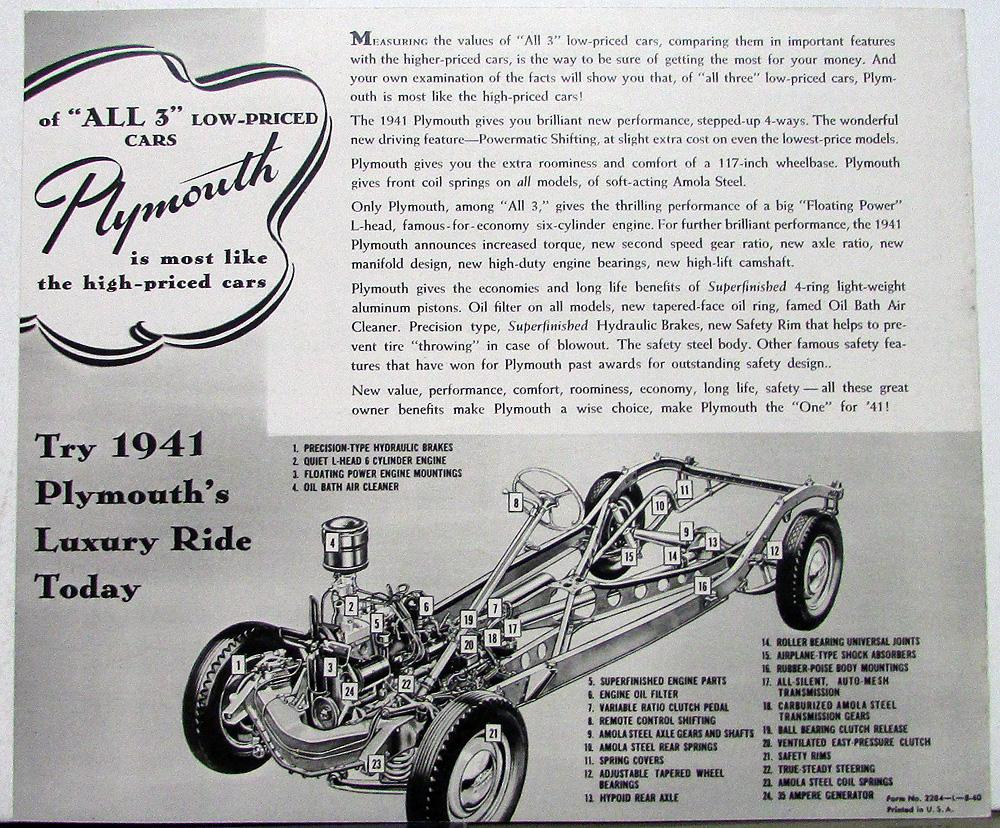 of "ALL 3" LOW-PRICED
CARS
Plymouth
is most like
the high-priced cars
MEASURING the values of "All 3" low-priced cars, comparing them in important features
with the higher-priced cars, is the way to be sure of getting the most for your money. And
your own examination of the facts will show you that, of "all three" low-priced cars, Plym-
outh is most like the high-priced cars!
The 1941 Plymouth gives you brilliant new performance, stepped-up 4-ways. The wonderful
new driving feature—Powermatic Shifting, at slight extra cost on even the lowest-price models.
Plymouth gives you the extra roominess and comfort of a 117-inch wheelbase. Plymouth
gives front coil springs on all models, of soft-acting Amola Steel.
Only Plymouth, among "All 3," gives the thrilling performance of a big "Floating Power"
L-head, famous-for-economy six-cylinder engine. For further brilliant performance, the 1941
Plymouth announces increased torque, new second speed gear ratio, new axle ratio, new
manifold design, new high-duty engine bearings, new high-lift camshaft.
Plymouth gives the economies and long life benefits of Superfinished 4-ring light-weight
aluminum pistons. Oil filter on all models, new tapered-face oil ring, famed Oil Bath Air
Cleaner. Precision type, Superfinished Hydraulic Brakes, new Safety Rim that helps to pre-
vent tire "throwing" in case of blowout. The safety steel body. Other famous safety fea-
tures that have won for Plymouth past awards for outstanding safety design..
New value, performance, comfort, roominess, economy, long life, safety—all these great
owner benefits make Plymouth a wise choice, make Plymouth the "One" for '41!
Try 1941
Plymouth's
Luxury Ride
Today
1. PRECISION-TYPE HYDRAULIC BRAKES
2. QUIET L-HEAD 6 CYLINDER ENGINE
3. FLOATING POWER ENGINE MOUNTINGS
4. OIL BATH AIR CLEANER
8
11
10
4
9
13
15
14
12
16
2
6
7
5
19
17
18
20
1
3
24
22
21
23
5. SUPERFINISHED ENGINE PARTS
6. ENGINE OIL FILTER
7. VARIABLE RATIO CLUTCH PEDAL
8. REMOTE CONTROL SHIFTING
9. AMOLA STEEL AXLE GEARS AND SHAFTS
10. AMOLA STEEL REAR SPRINGS
11. SPRING COVERS
12. ADJUSTABLE TAPERED WHEEL
BEARINGS
13. HYPOID REAR AXLE
14. ROLLER BEARING UNIVERSAL JOINTS
15. AIRPLANE-TYPE SHOCK ABSORBERS
16. RUBBER-POISE BODY MOUNTINGS
17. ALL-SILENT, AUTO-MESH
TRANSMISSION
18. CARBURIZED AMOLA STEEL
TRANSMISSION GEARS
19. BALL BEARING CLUTCH RELEASE
20. VENTILATED EASY-PRESSURE CLUTCH
21. SAFETY RIMS
22. TRUE-STEADY STEERING
23. AMOLA STEEL COIL SPRINGS
24. 35 AMPERE GENERATOR
Form No. 2284—L—8-40
Printed in U. S. A.